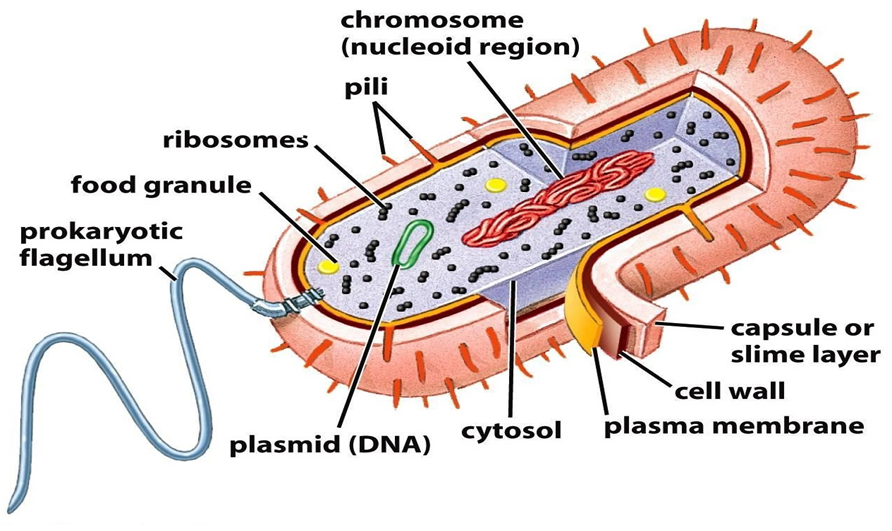 chromosome
(nucleoid region)
pili
ribosomes
food granule
prokaryotic
flagellum
capsule or
slime layer
cell wall
plasma membrane
cytosol
plasmid (DNA)